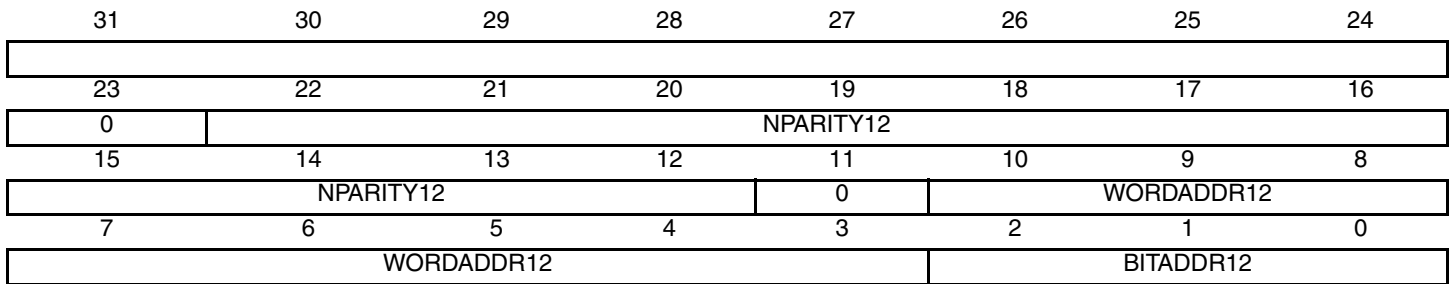 31 30 29 28 27 26 25 24
23 22 21 20 19 18 17 16
0 NPARITY12
15 14 13 12 11 10 9 8
NPARITY12 0 WORDADDR12
7 6 5 4 3 2 1 0
WORDADDR12 BITADDR12